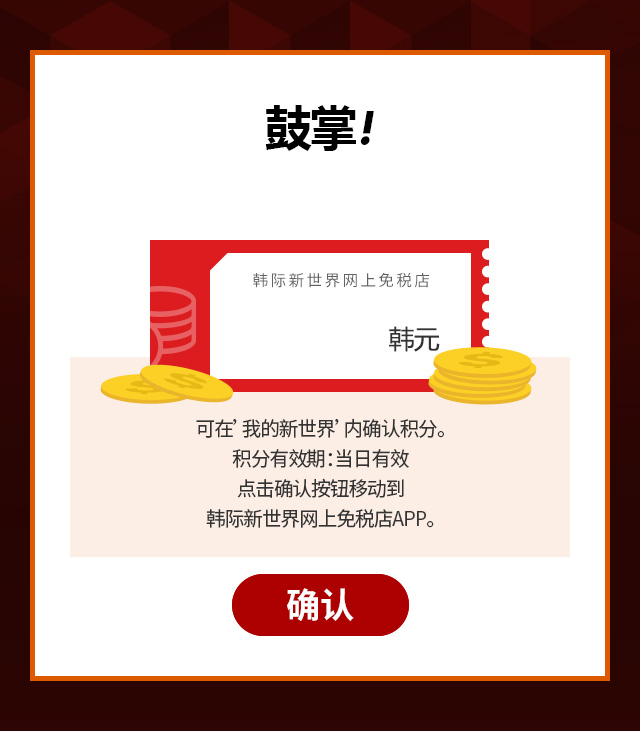 鼓掌!
韩际新世界网上免税店
韩元
可在’我的新世界’内确认积分。
积分有效期:当日有效
点击确认按钮移动到
韩际新世界网上免税店APP。
确认